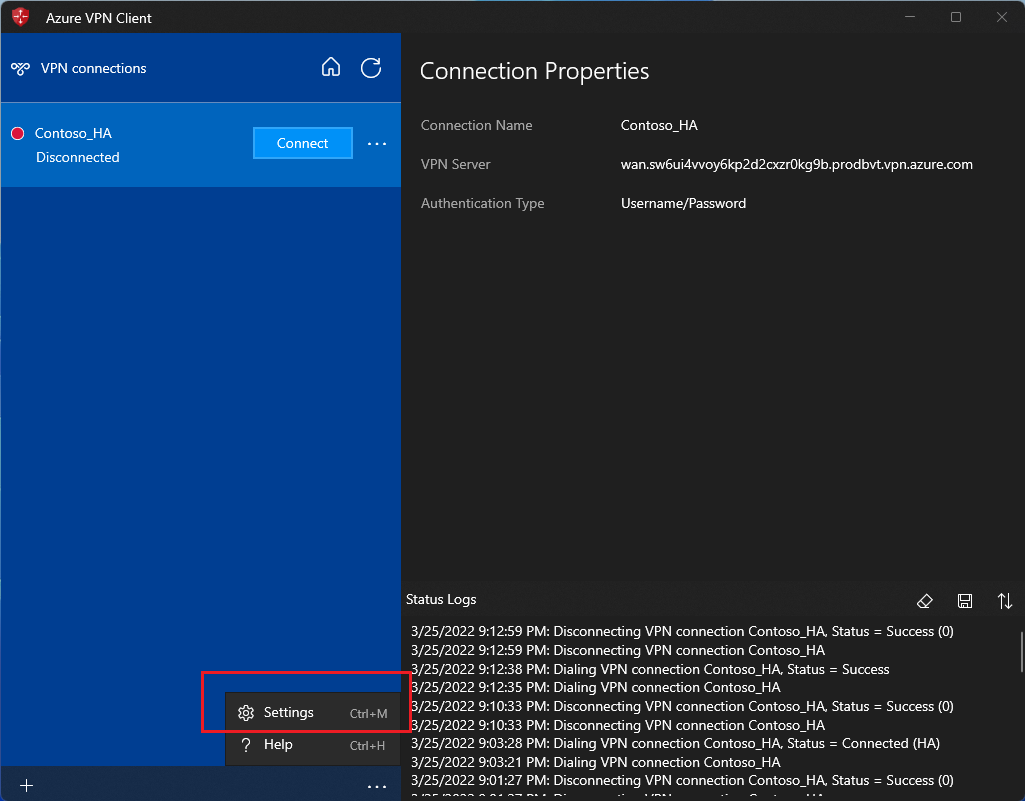 Azure VPN Client
VPN connections
Contoso_HA
Disconnected
Connect
Connection Properties
Connection Name Contoso_HA
VPN Server wan.sw6ui4vvoy6kp2d2cxzr0kg9b.prodbvt.vpn.azure.com
Authentication Type Username/Password
Status Logs
3/25/2022 9:12:59 PM: Disconnecting VPN connection Contoso_HA, Status = Success (0)
3/25/2022 9:12:59 PM: Disconnecting VPN connection Contoso_HA
3/25/2022 9:12:38 PM: Dialing VPN connection Contoso_HA, Status = Success
3/25/2022 9:12:35 PM: Dialing VPN connection Contoso_HA
3/25/2022 9:10:33 PM: Disconnecting VPN connection Contoso_HA, Status = Success (0)
3/25/2022 9:10:33 PM: Disconnecting VPN connection Contoso_HA
3/25/2022 9:03:28 PM: Dialing VPN connection Contoso_HA, Status = Connected (HA)
3/25/2022 9:03:21 PM: Dialing VPN connection Contoso_HA
3/25/2022 9:01:27 PM: Disconnecting VPN connection Contoso_HA, Status = Success (0)
Settings Ctrl+M
Help Ctrl+H